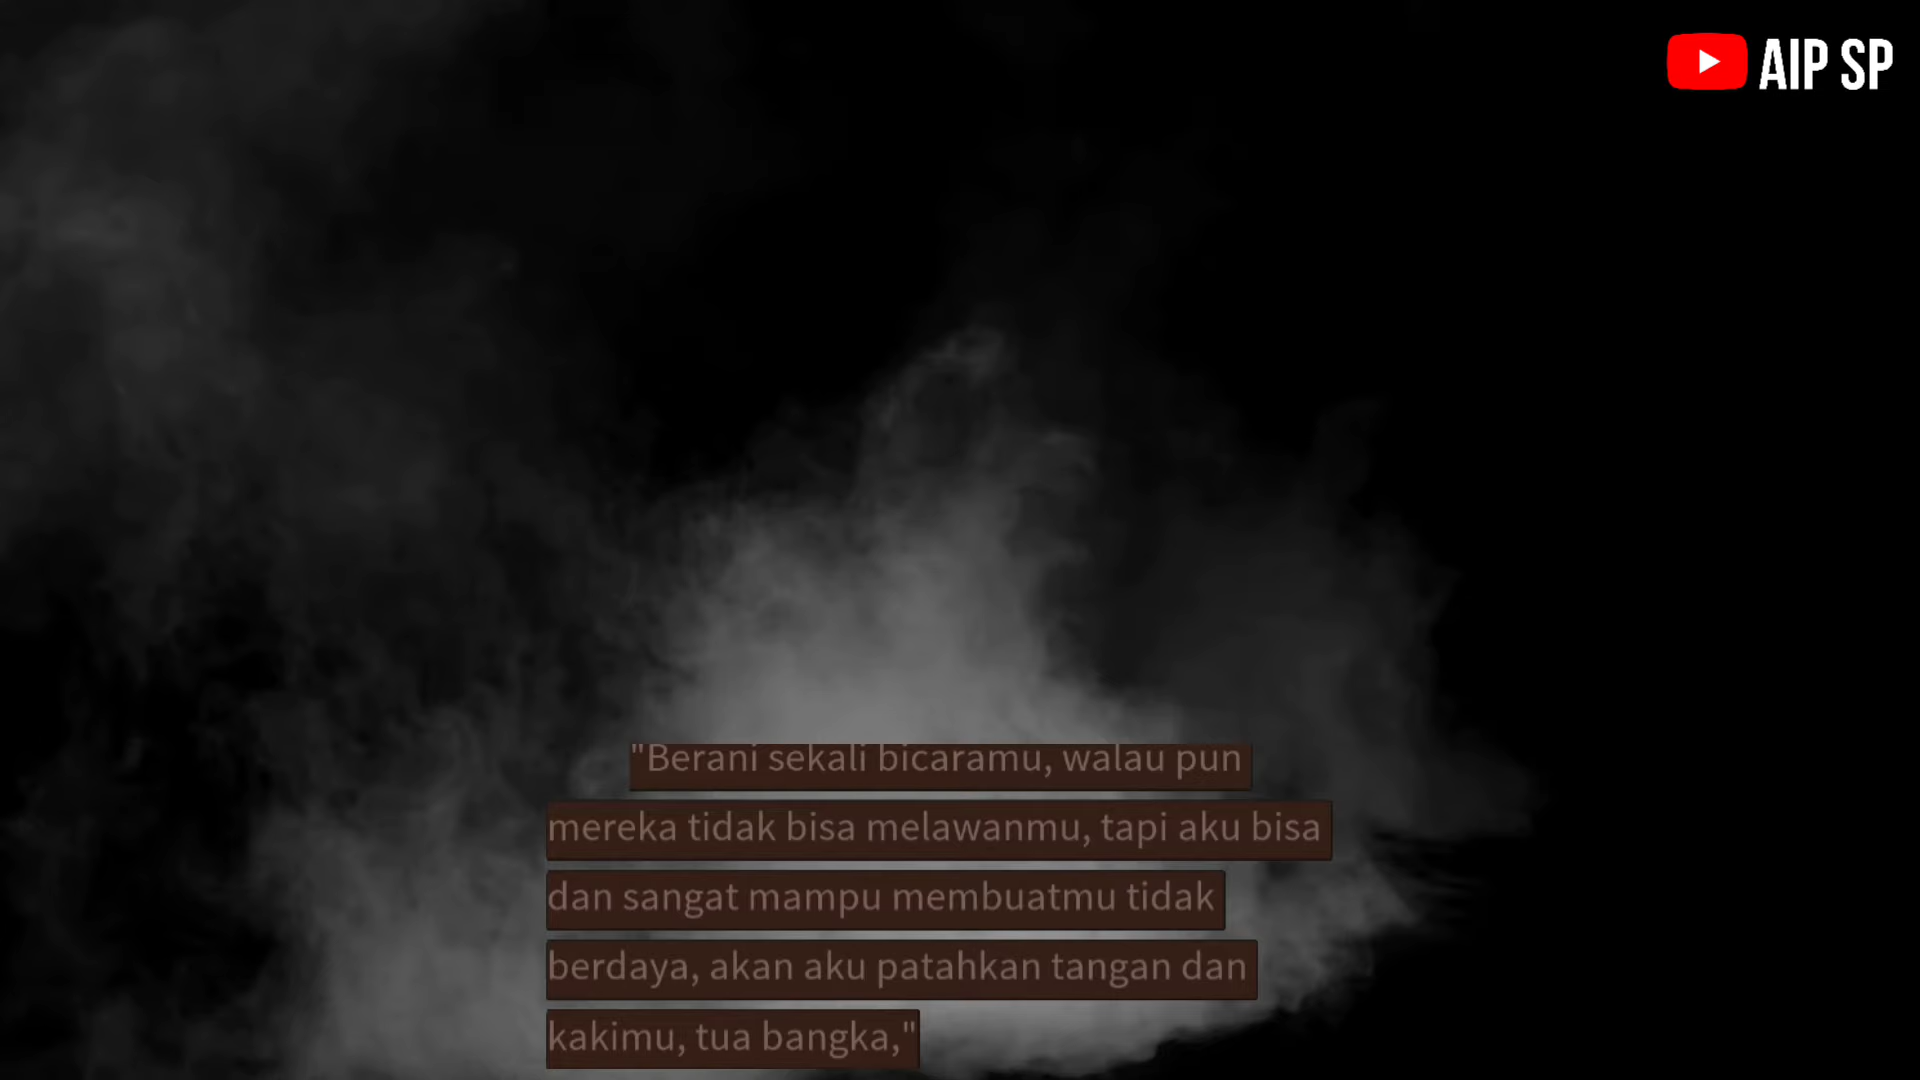 AIP SP
"Berani sekali bicaramu, walau pun
mereka tidak bisa melawanmu, tapi aku bisa
dan sangat mampu membuatmu tidak
berdaya, akan aku patahkan tangan dan
kakimu, tua bangka,"